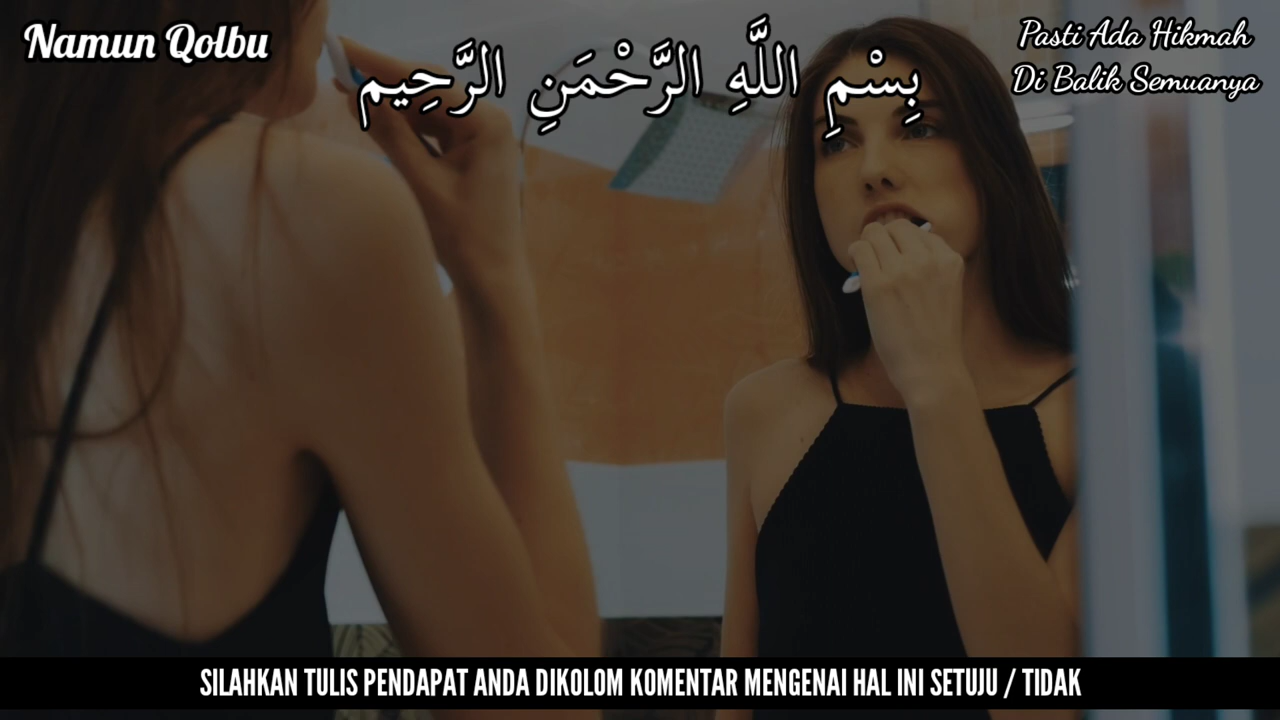 Namun Qolbu
بِسْمِ اللَّهِ الرَّحْمَنِ الرَّحِيم
Pasti Ada Hikmah
Di Balik Semuanya
SILAHKAN TULIS PENDAPAT ANDA DIKOLOM KOMENTAR MENGENAI HAL INI SETUJU / TIDAK